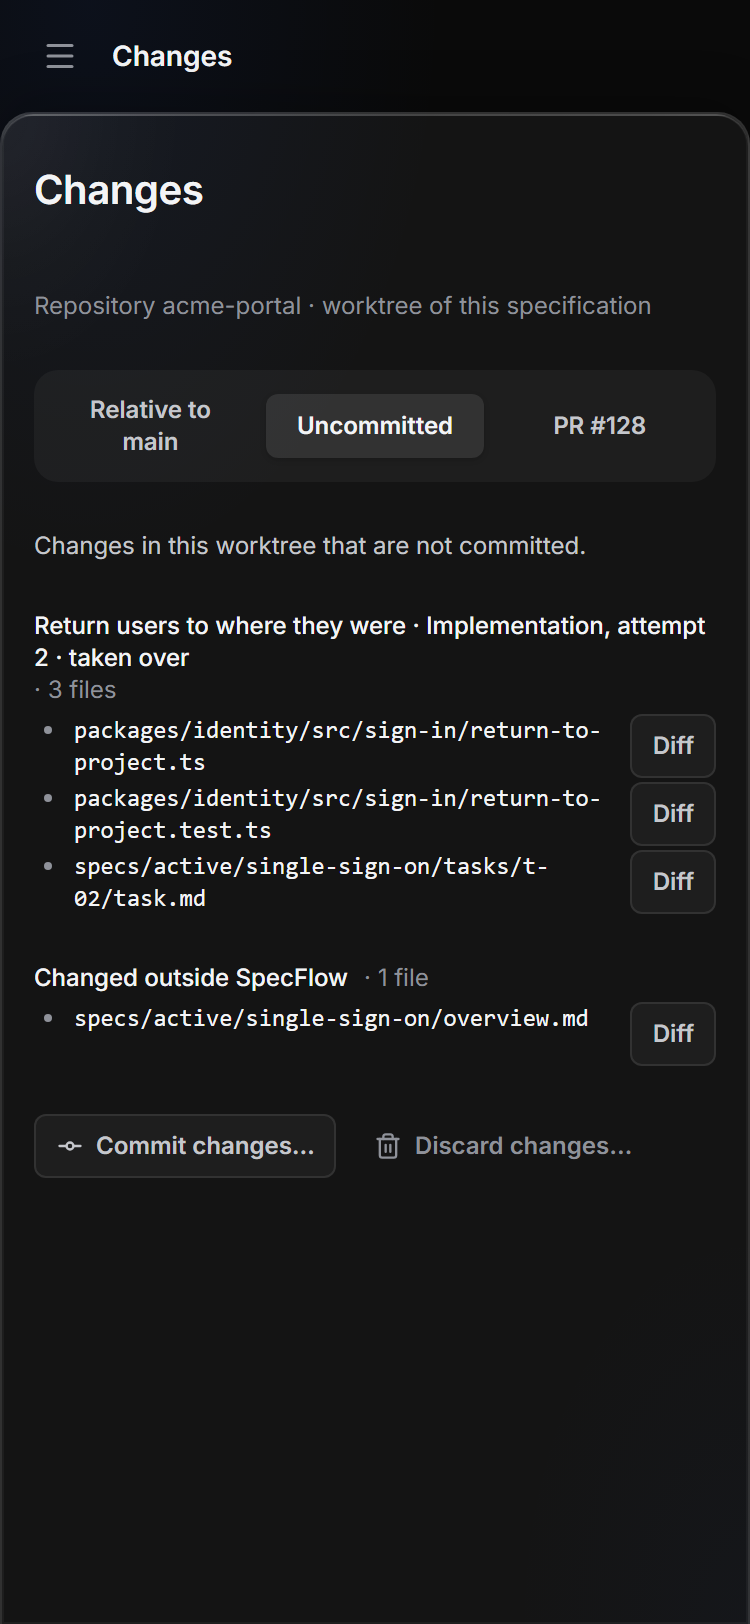 Changes
Changes
Repository acme-portal · worktree of this specification
Relative to
main
Uncommitted
PR #128
Changes in this worktree that are not committed.
Return users to where they were · Implementation, attempt
2 · taken over
· 3 files
packages/identity/src/sign-in/return-to-
project.ts
Diff
packages/identity/src/sign-in/return-to-
project.test.ts
Diff
specs/active/single-sign-on/tasks/t-
02/task.md
Diff
Changed outside SpecFlow · 1 file
specs/active/single-sign-on/overview.md
Diff
Commit changes...
Discard changes...